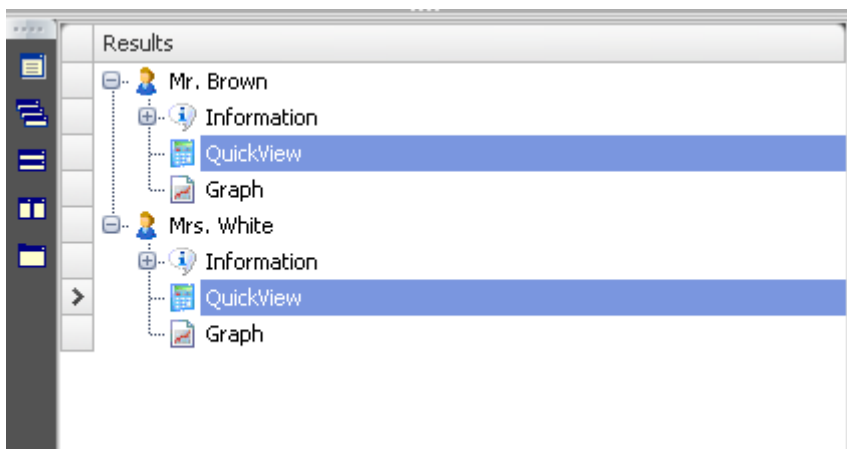 Results
Mr. Brown
Information
QuickView
Graph
Mrs. White
Information
QuickView
Graph